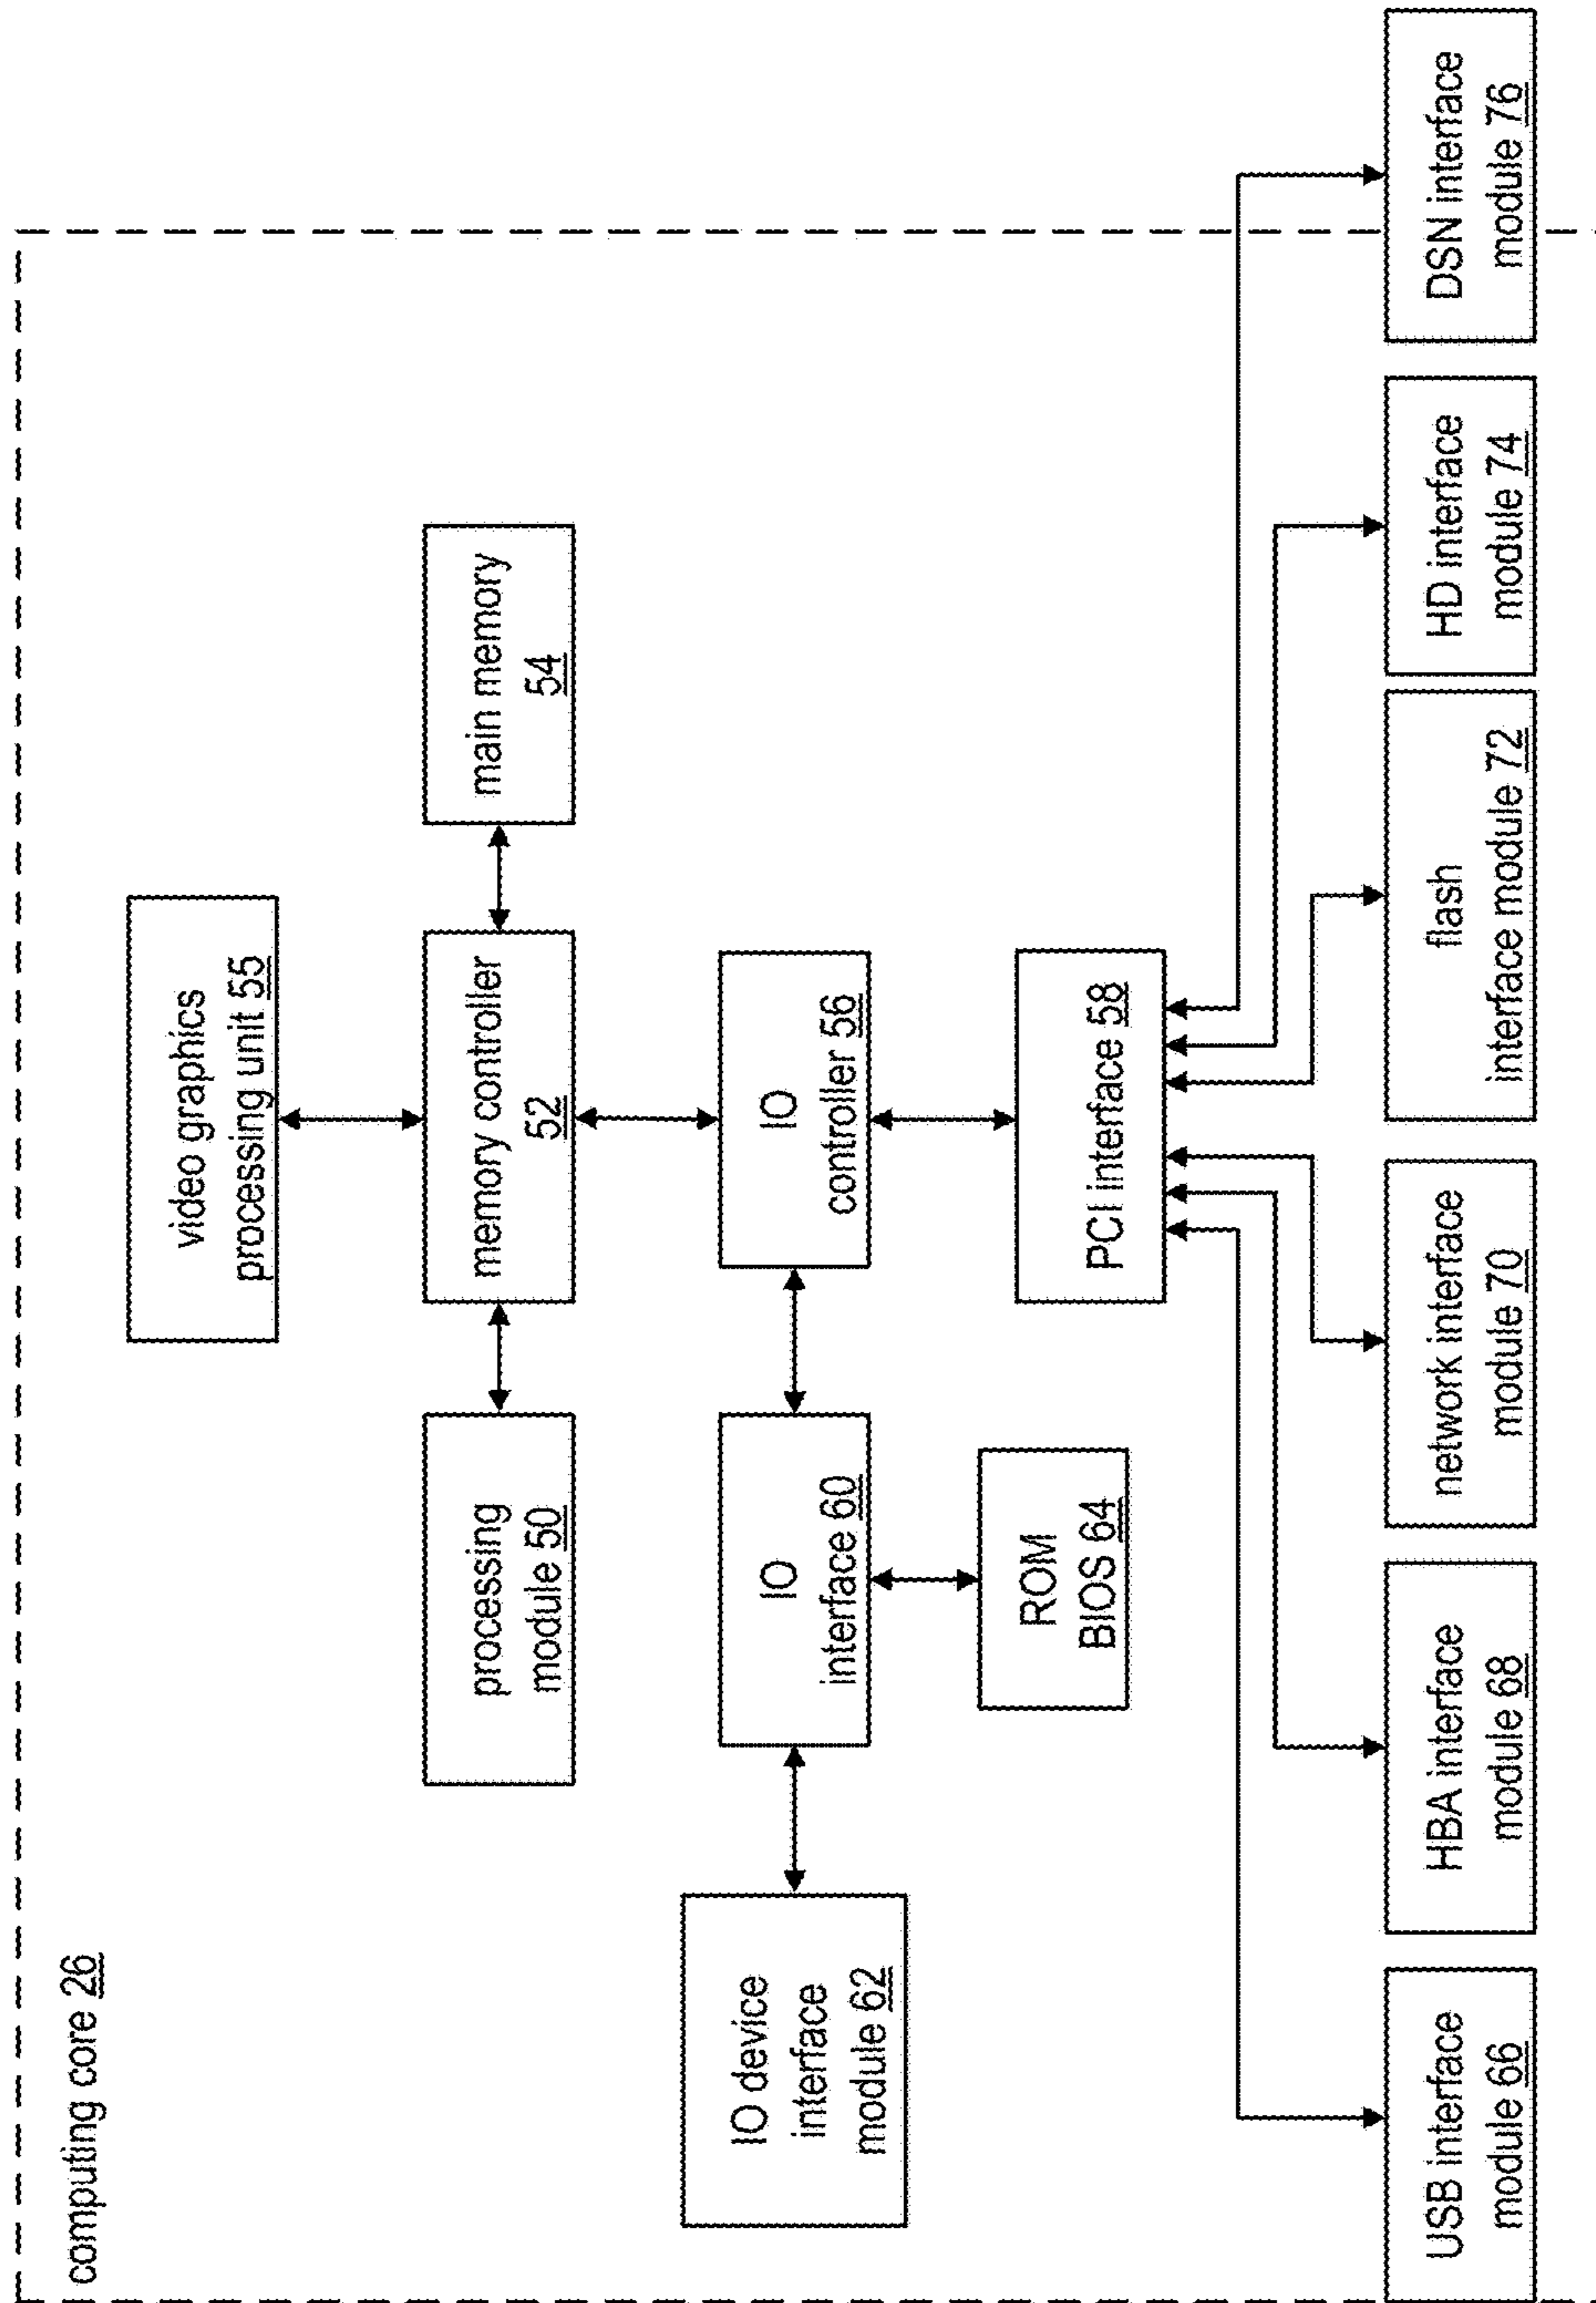 computing core 26
video graphics
processing unit 55
processing
module 50
memory controller
52
main memory
54
IO device
interface
module 62
IO
interface 60
IO
controller 56
ROM
BIOS 64
PCI interface 58
USB interface
module 66
HBA interface
module 68
network interface
module 70
flash
interface module 72
HD interface
module 74
DSN interface
module 76